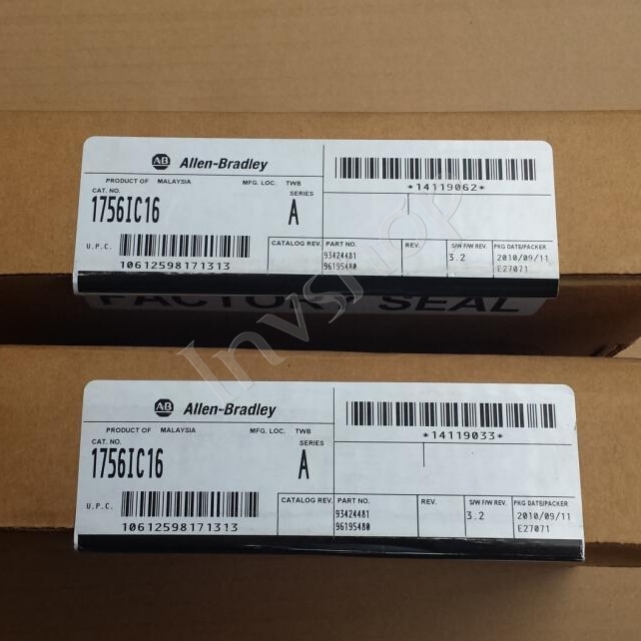 AB Allen-Bradley
PRODUCT OF MALAYSIA MFG. LOC. TWB
CAT. NO. SERIES
1756IC16 A
*14119062*
U.P.C.
10612598171313
CATALOG REV. PART NO. REV. S/W F/W REV. PKG DATE/PACKER
93424481 3.2 2010/09/11
96195480 E27071
FACTORY SEAL
Invshop
AB Allen-Bradley
PRODUCT OF MALAYSIA MFG. LOC. TWB
CAT. NO. SERIES
1756IC16 A
*14119033*
U.P.C.
10612598171313
CATALOG REV. PART NO. REV. S/W F/W REV. PKG DATE/PACKER
93424481 3.2 2010/09/11
96195480 E27071